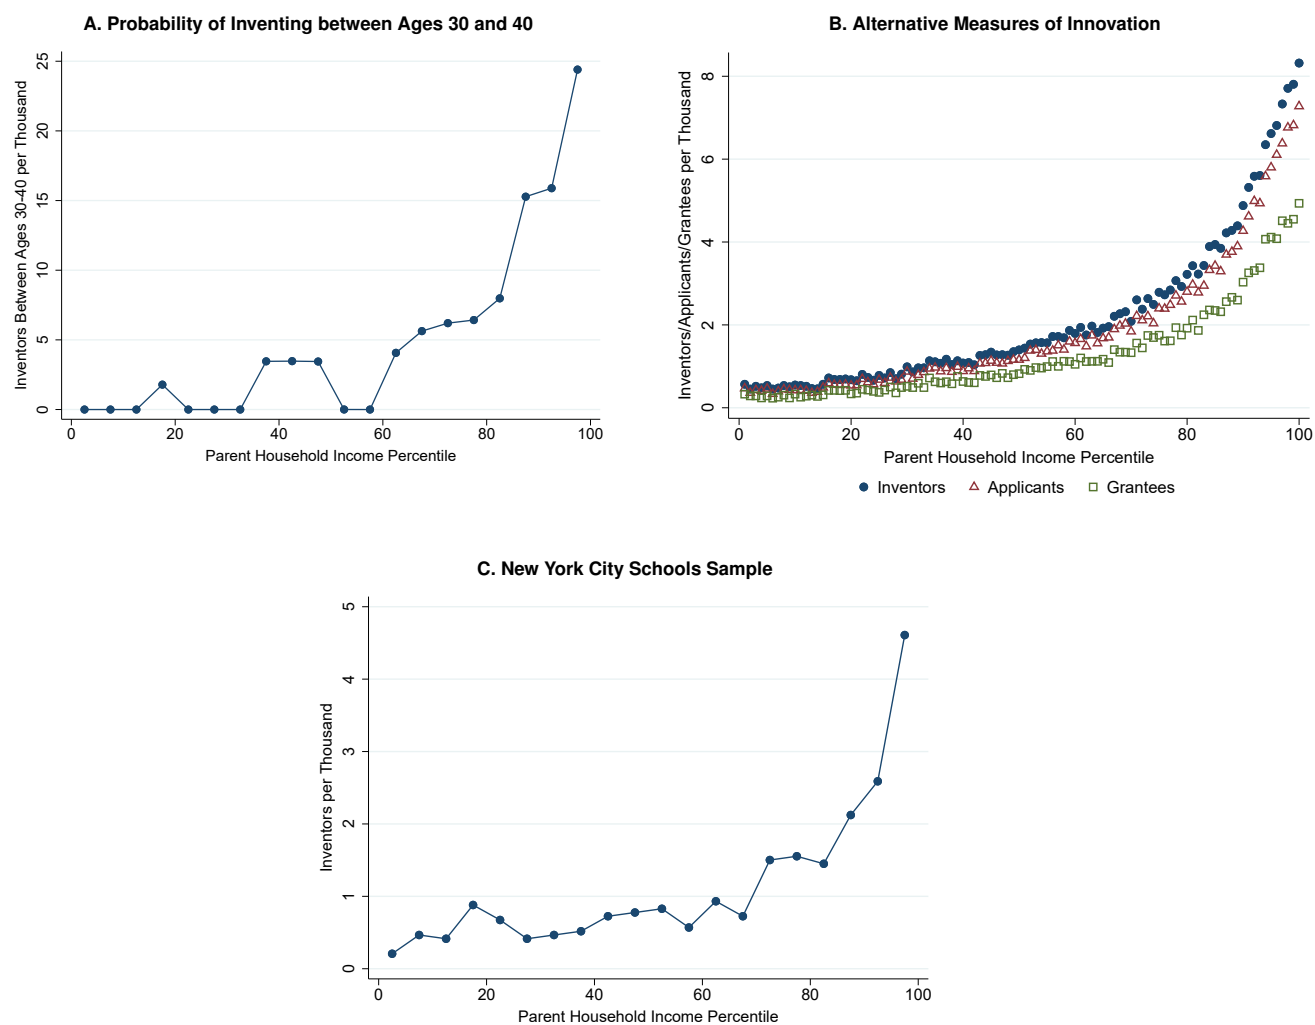 A. Probability of Inventing between Ages 30 and 40
Inventors Between Ages 30-40 per Thousand
25
20
15
10
5
0
0 20 40 60 80 100
Parent Household Income Percentile
B. Alternative Measures of Innovation
Inventors/Applicants/Grantees per Thousand
8
6
4
2
0
0 20 40 60 80 100
Parent Household Income Percentile
Inventors Applicants Grantees
C. New York City Schools Sample
Inventors per Thousand
5
4
3
2
1
0
0 20 40 60 80 100
Parent Household Income Percentile